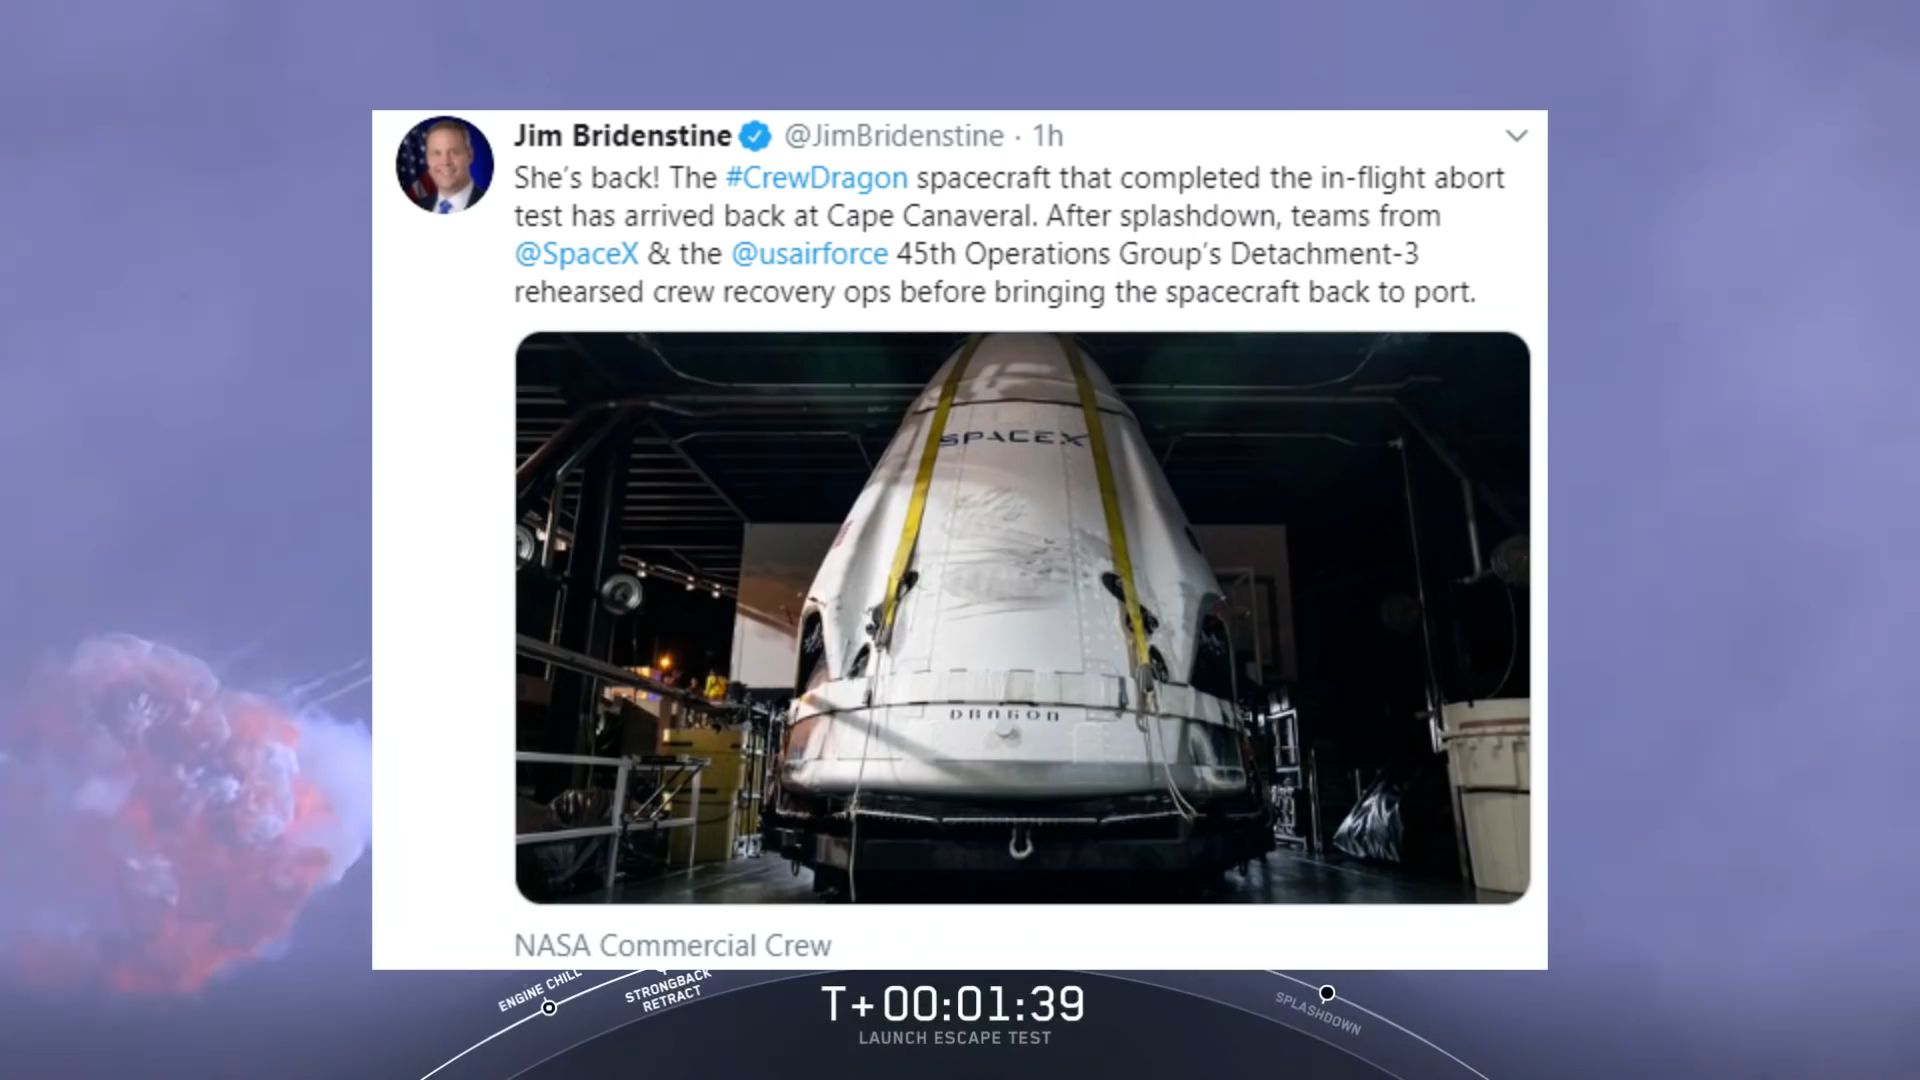 Jim Bridenstine @JimBridenstine · 1h
She's back! The #CrewDragon spacecraft that completed the in-flight abort
test has arrived back at Cape Canaveral. After splashdown, teams from
@SpaceX & the @usairforce 45th Operations Group's Detachment-3
rehearsed crew recovery ops before bringing the spacecraft back to port.
SPACEX
DRAGON
NASA Commercial Crew
ENGINE CHILL
STRONGBACK
RETRACT
T+00:01:39
LAUNCH ESCAPE TEST
SPLASHDOWN